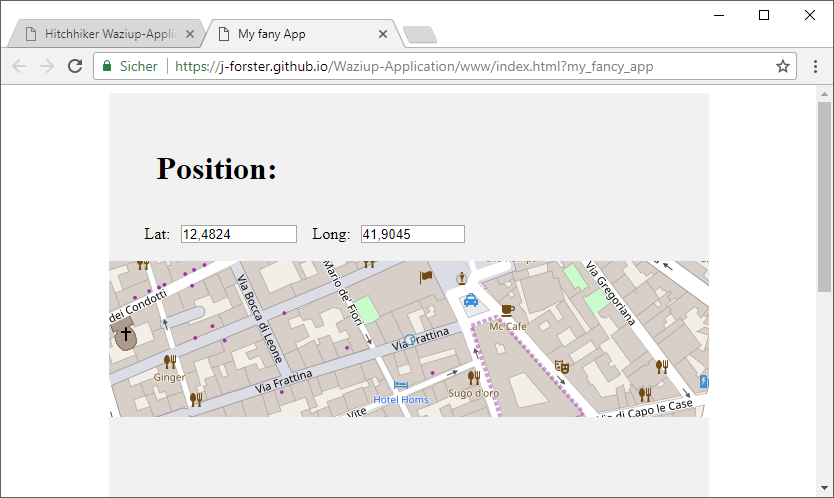 Hitchhiker Waziup-Applic
My fany App
Sicher
https://j-forster.github.io/Waziup-Application/www/index.html?my_fancy_app
Position:
Lat: 12,4824 Long: 41,9045
dei Condotti
Via Bocca di Leone
Mario de' Fiori
Via Gregoriana
Mc Cafe
Via Frattina
Ginger
Via Frattina
Hotel Homs
Sugo d'oro
Vite
Via di Capo le Case